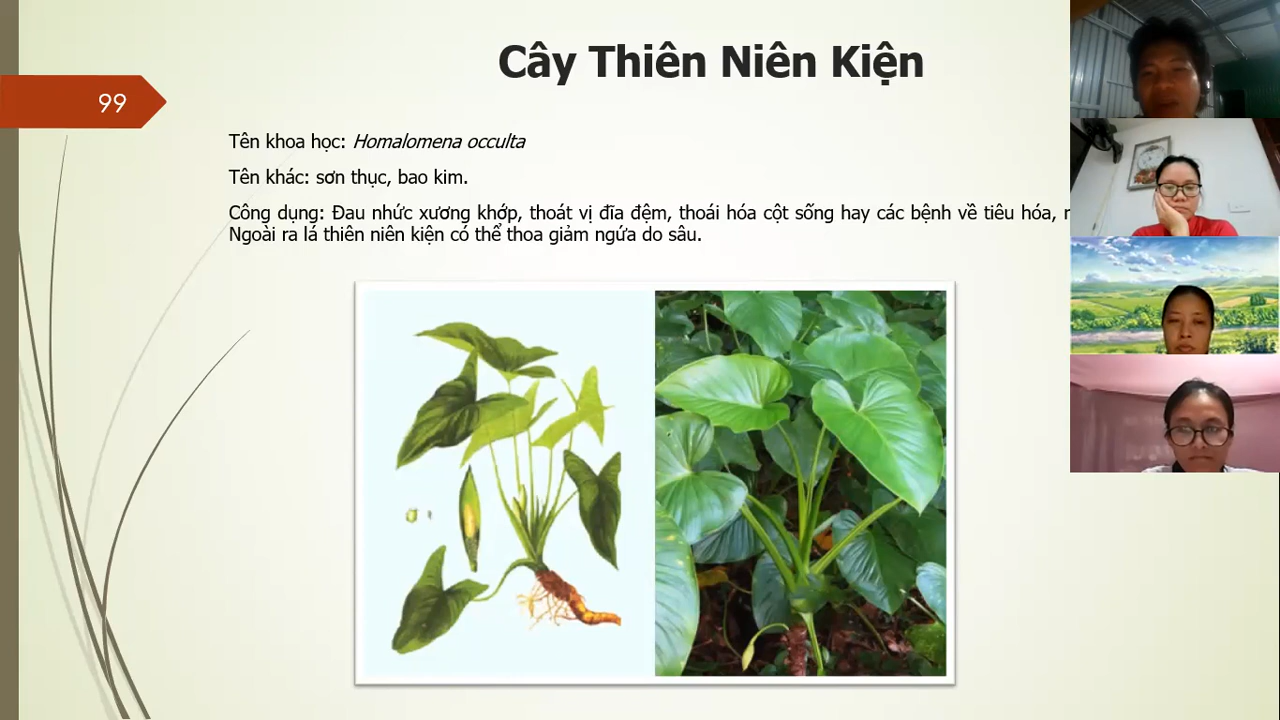 Cây Thiên Niên Kiện
99
Tên khoa học: Homalomena occulta
Tên khác: sơn thục, bao kim.
Công dụng: Đau nhức xương khớp, thoát vị đĩa đệm, thoái hóa cột sống hay các bệnh về tiêu hóa,
Ngoài ra lá thiên niên kiện có thể thoa giảm ngứa do sâu.